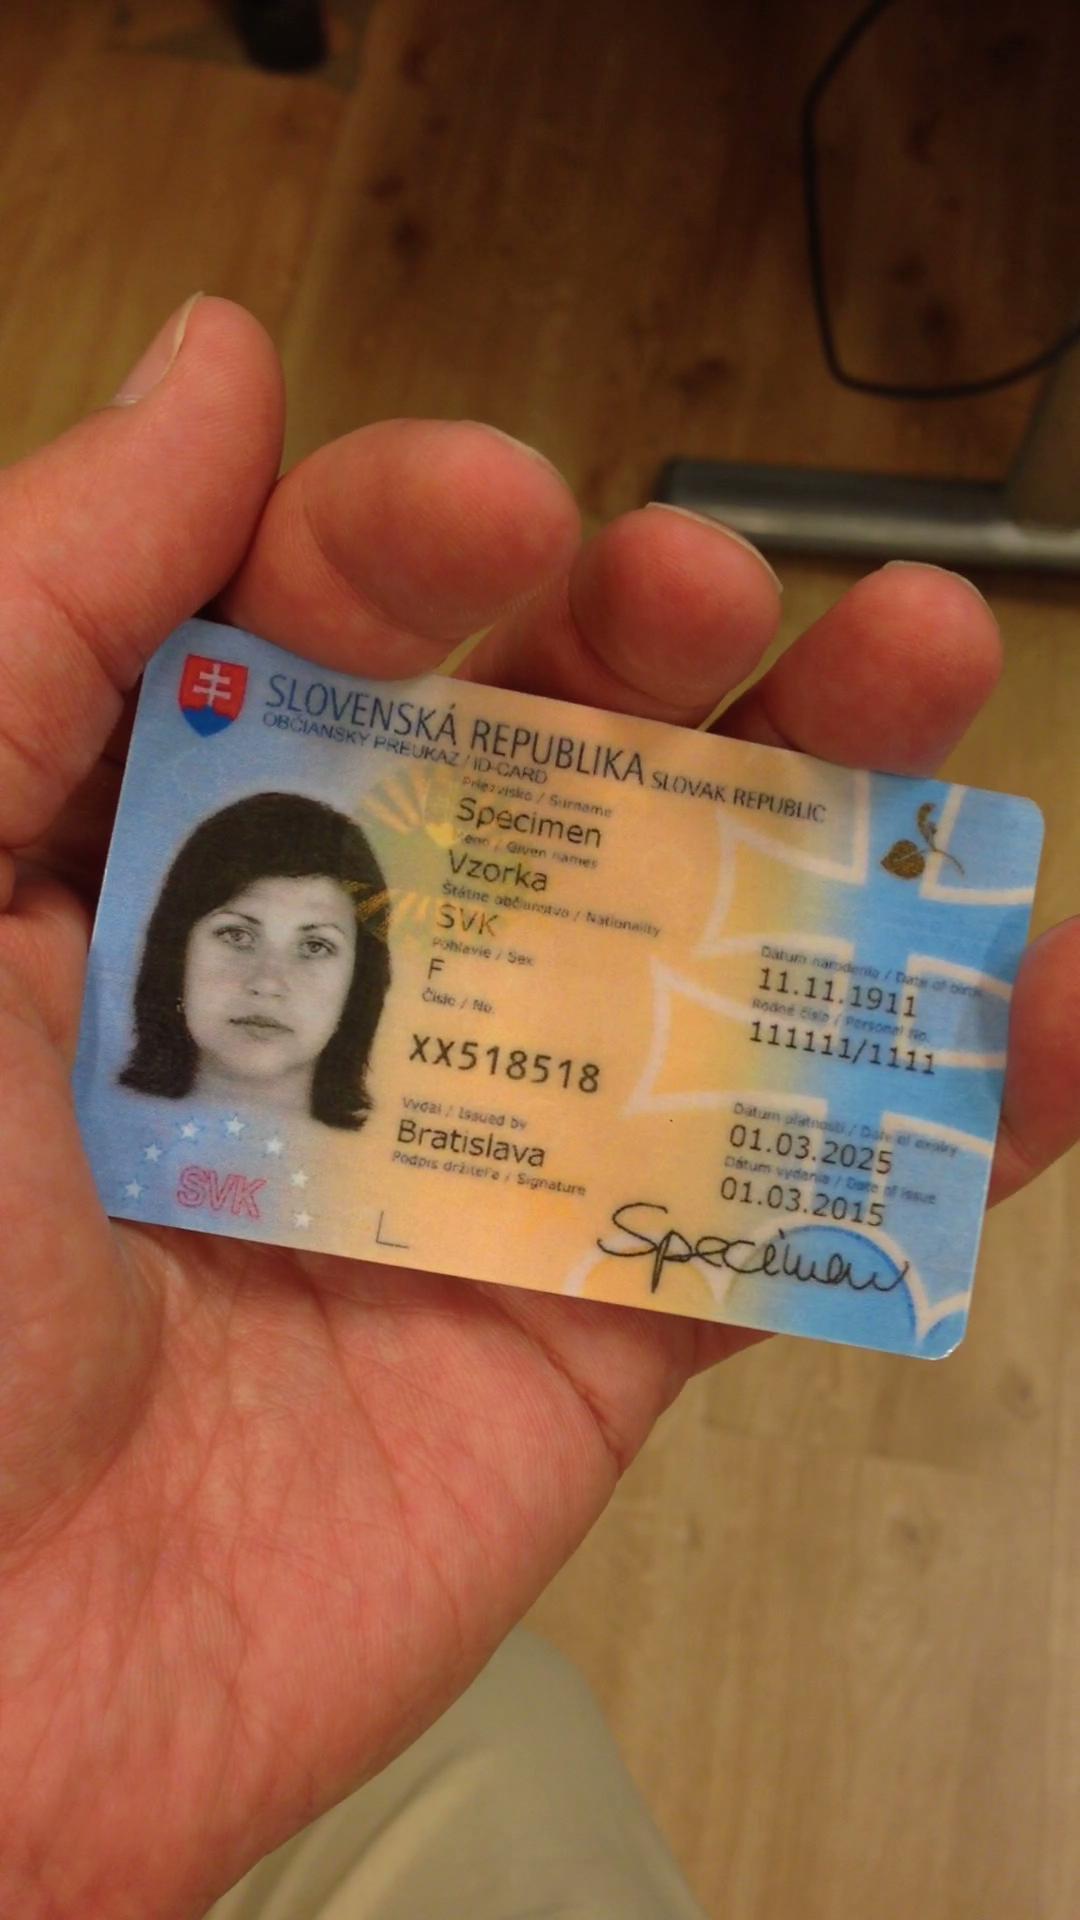 SLOVENSKÁ REPUBLIKA SLOVAK REPUBLIC
OBČIANSKY PREUKAZ / ID-CARD
Priezvisko / Surname
Specimen
Meno / Given names
Vzorka
Štátne občianstvo / Nationality
SVK
Pohlavie / Sex
F
Číslo / No.
XX518518
Vydal / Issued by
Bratislava
Podpis držiteľa / Signature
Dátum narodenia / Date of birth
11.11.1911
Rodné číslo / Personal No.
111111/1111
Dátum platnosti / Date of expiry
01.03.2025
Dátum vydania / Date of issue
01.03.2015
Specimen
SVK